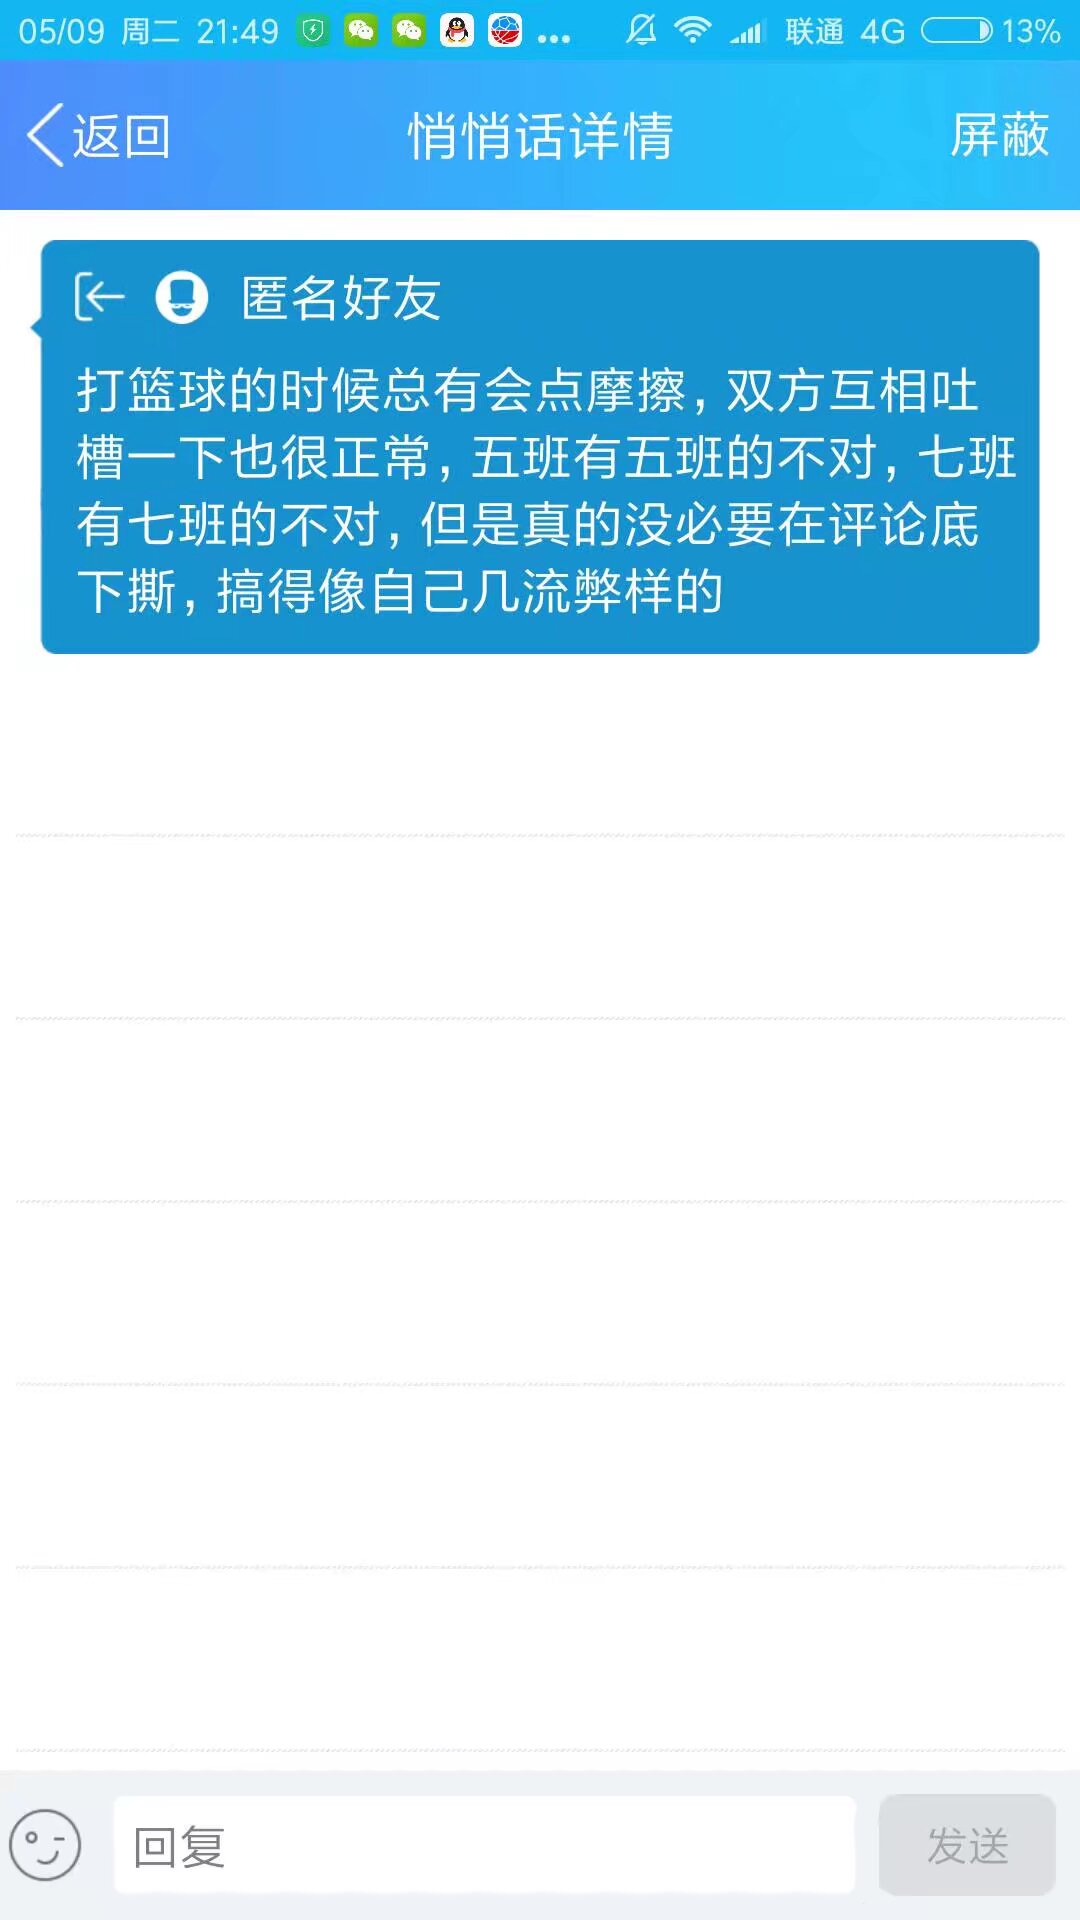 05/09 周二 21:49 ... 联通 4G 13%
返回 悄悄话详情 屏蔽
匿名好友
打篮球的时候总有会点摩擦，双方互相吐
槽一下也很正常，五班有五班的不对，七班
有七班的不对，但是真的没必要在评论底
下撕，搞得像自己几流弊样的
回复 发送